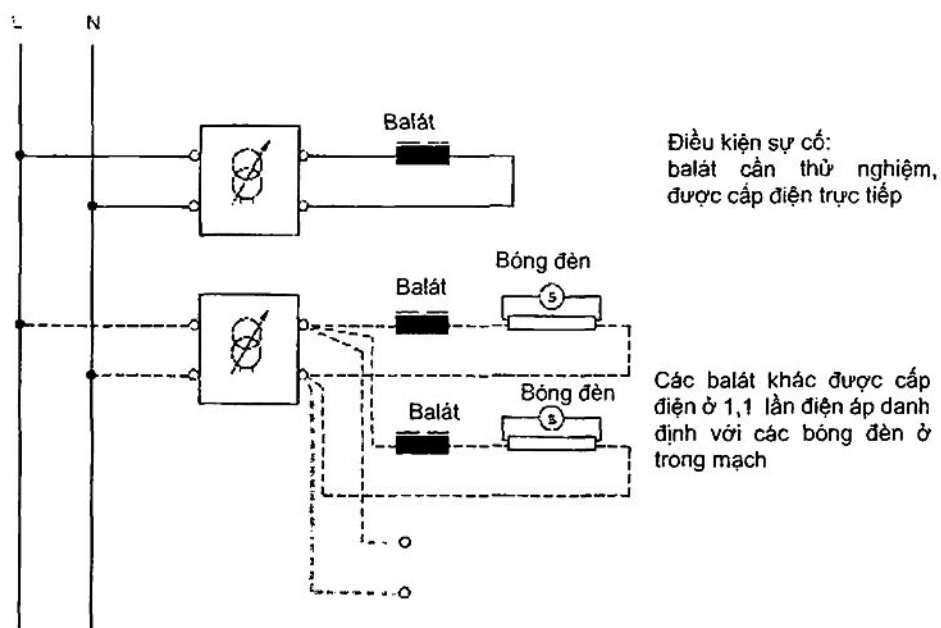 L N
Balát
Điều kiện sự cố:
balát cần thử nghiệm,
được cấp điện trực tiếp
Bóng đèn
Balát
S
Các balát khác được cấp
điện ở 1,1 lần điện áp danh
định với các bóng đèn ở
trong mạch
Bóng đèn
Balát
S